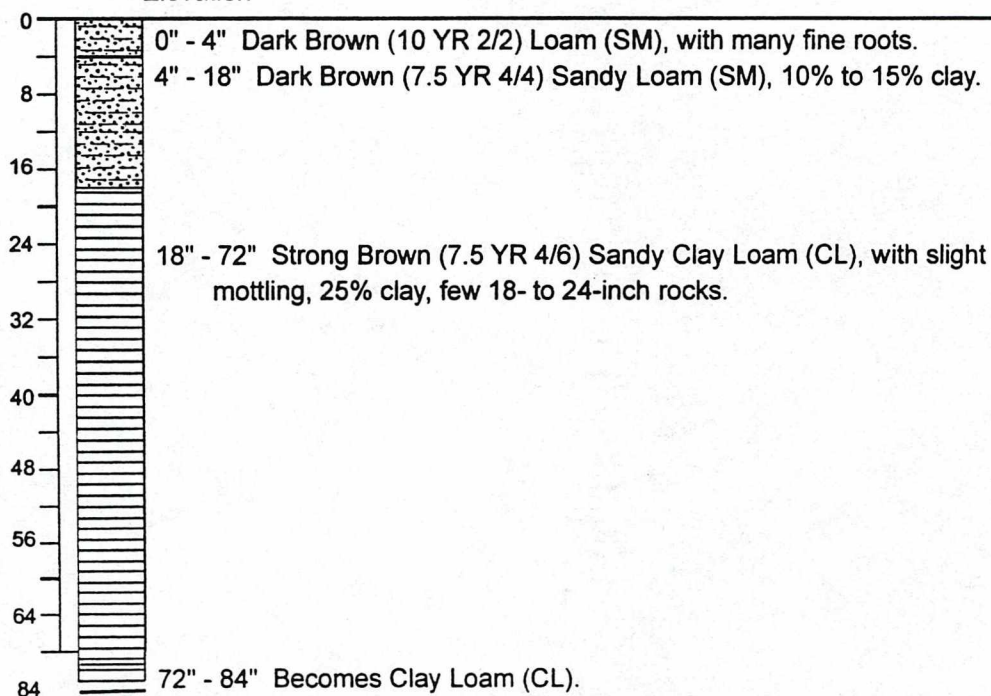 0
0" - 4" Dark Brown (10 YR 2/2) Loam (SM), with many fine roots.
4" - 18" Dark Brown (7.5 YR 4/4) Sandy Loam (SM), 10% to 15% clay.
8
16
24
18" - 72" Strong Brown (7.5 YR 4/6) Sandy Clay Loam (CL), with slight
mottling, 25% clay, few 18- to 24-inch rocks.
32
40
48
56
64
72" - 84" Becomes Clay Loam (CL).
84